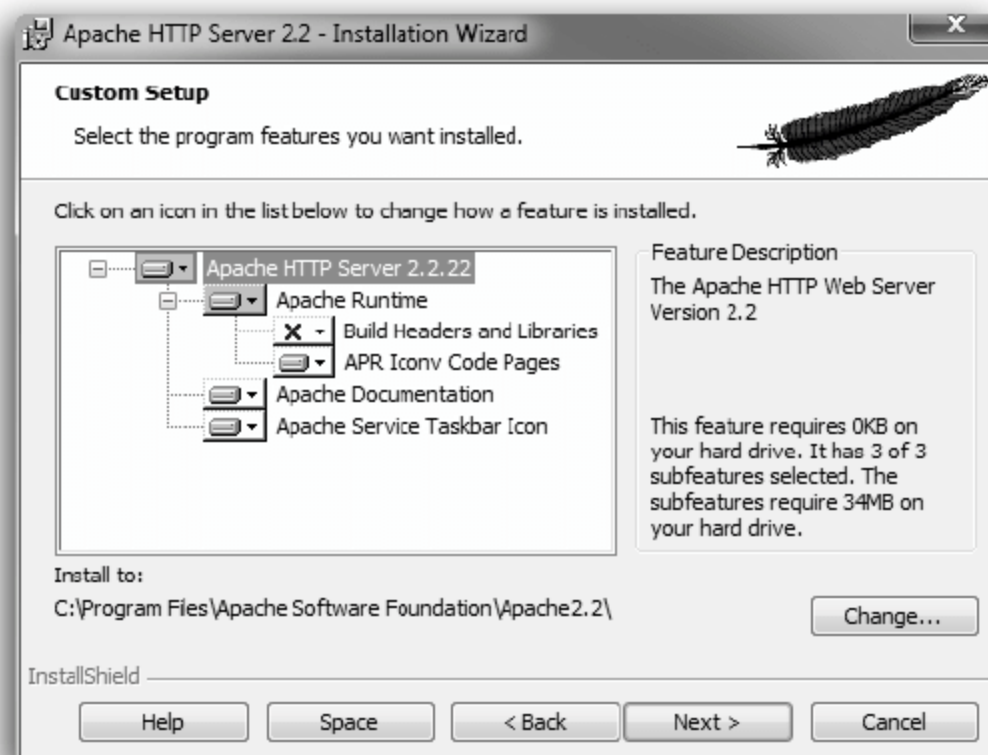 Apache HTTP Server 2.2 - Installation Wizard
X
Custom Setup
Select the program features you want installed.
Click on an icon in the list below to change how a feature is installed.
Apache HTTP Server 2.2.22
Apache Runtime
Build Headers and Libraries
APR Iconv Code Pages
Apache Documentation
Apache Service Taskbar Icon
Feature Description
The Apache HTTP Web Server
Version 2.2
This feature requires 0KB on
your hard drive. It has 3 of 3
subfeatures selected. The
subfeatures require 34MB on
your hard drive.
Install to:
C:\Program Files\Apache Software Foundation\Apache2.2\
Change...
InstallShield
Help
Space
< Back
Next >
Cancel